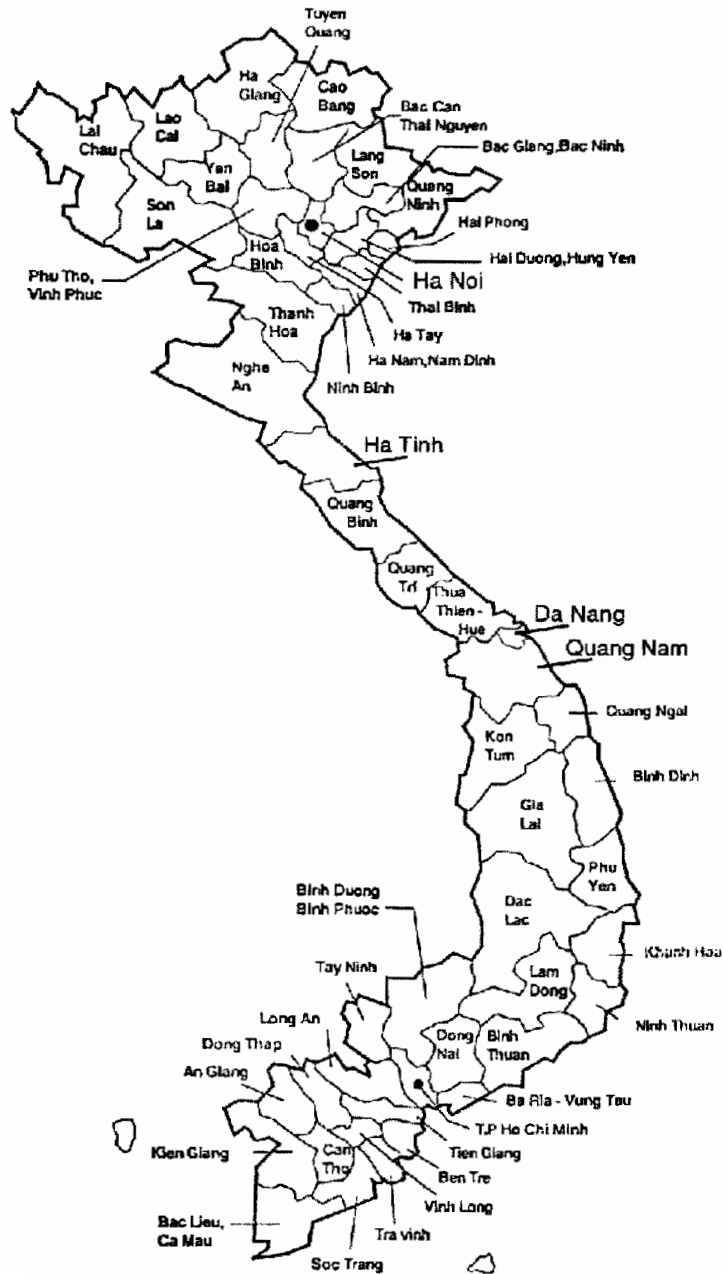 Tuyen
Quang
Ha
Giang
Cao
Bang
Bac Can
Thai Nguyen
Lao
Cai
Lai
Chau
Bac Giang,Bac Ninh
Lang
Son
Yen
Bai
Quang
Ninh
Son
La
Hai Phong
Hoa
Binh
Hai Duong,Hung Yen
Phu Tho,
Vinh Phuc
Ha Noi
Thai Binh
Thanh
Hoa
Ha Tay
Ha Nam,Nam Dinh
Nghe
An
Ninh Binh
Ha Tinh
Quang
Binh
Quang
Tri
Thua
Thien -
Hue
Da Nang
Quang Nam
Quang Ngai
Kon
Tum
Binh Dinh
Gia
Lai
Phu
Yen
Binh Duong
Binh Phuoc
Dac
Lac
Khanh Hoa
Tay Ninh
Lam
Dong
Long An
Ninh Thuan
Dong
Nai
Binh
Thuan
Dong Thap
An Giang
Ba Ria - Vung Tau
T.P Ho Chi Minh
Kien Giang
Can
Tho
Tien Giang
Ben Tre
Vinh Long
Bac Lieu,
Ca Mau
Tra vinh
Soc Trang